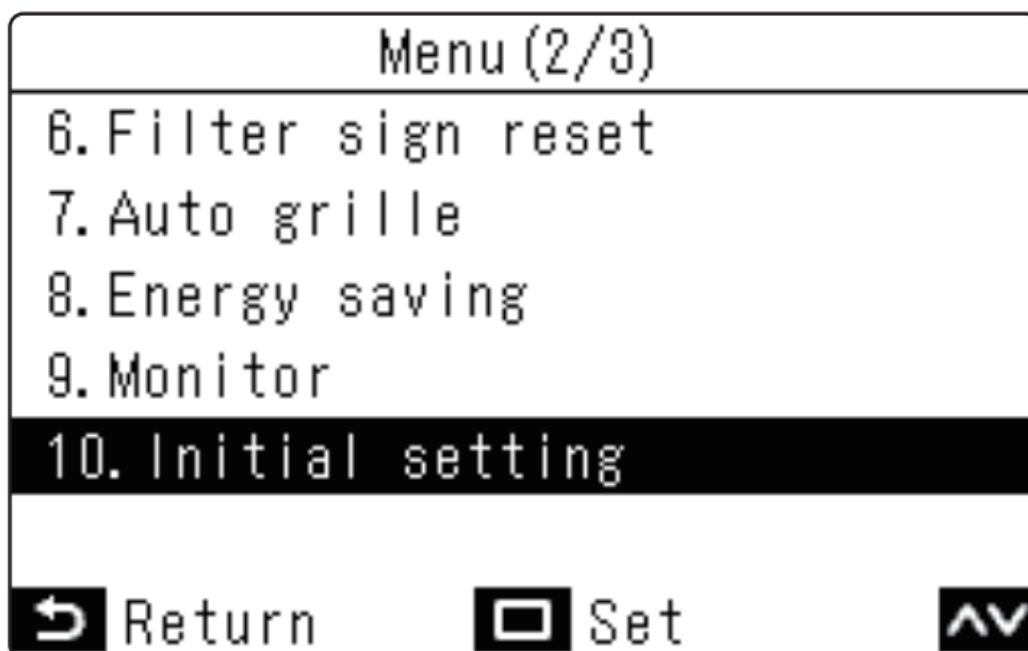 Menu(2/3)
6.Filter sign reset
7.Auto grille
8.Energy saving
9.Monitor
10.Initial setting
Return Set